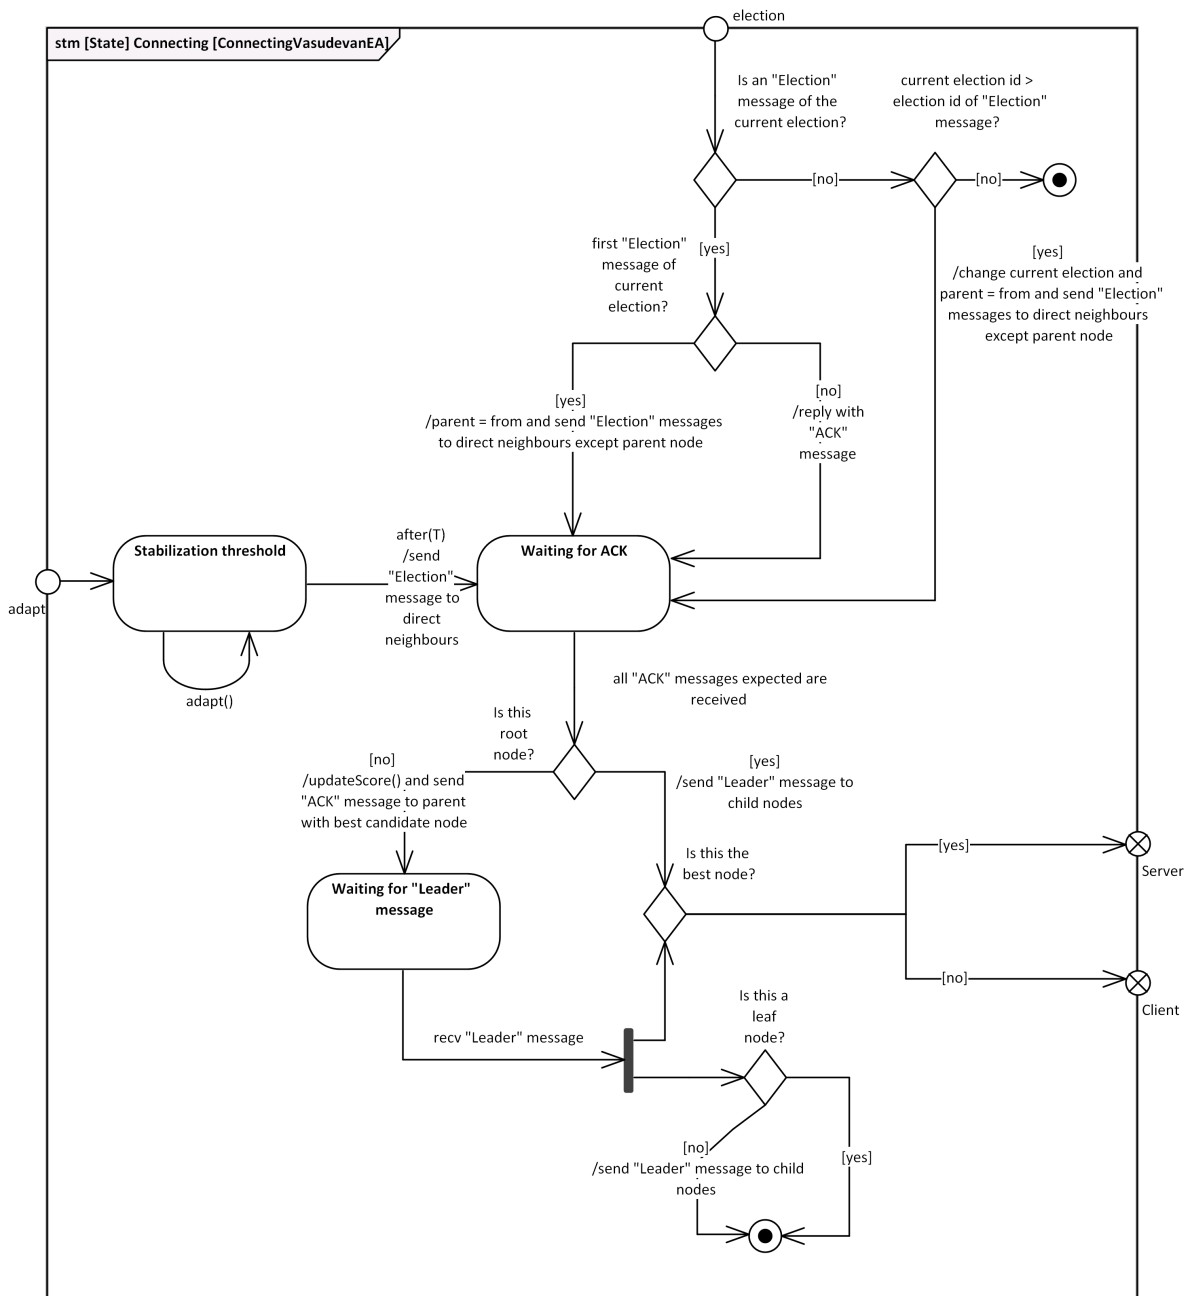 election
stm [State] Connecting [ConnectingVasudevanEA]
Is an "Election"
message of the
current election?
current election id >
election id of "Election"
message?
[no]
[no]
first "Election"
message of
current
election?
[yes]
[yes]
/change current election and
parent = from and send "Election"
messages to direct neighbours
except parent node
[yes]
/parent = from and send "Election" messages
to direct neighbours except parent node
[no]
/reply with
"ACK"
message
Stabilization threshold
after(T)
/send
"Election"
message to
direct
neighbours
Waiting for ACK
adapt
adapt()
all "ACK" messages expected are
received
Is this
root
node?
[no]
/updateScore() and send
"ACK" message to parent
with best candidate node
[yes]
/send "Leader" message to
child nodes
Is this the
best node?
[yes]
Server
Waiting for "Leader"
message
[no]
Client
Is this a
leaf
node?
recv "Leader" message
[no]
/send "Leader" message to child
nodes
[yes]